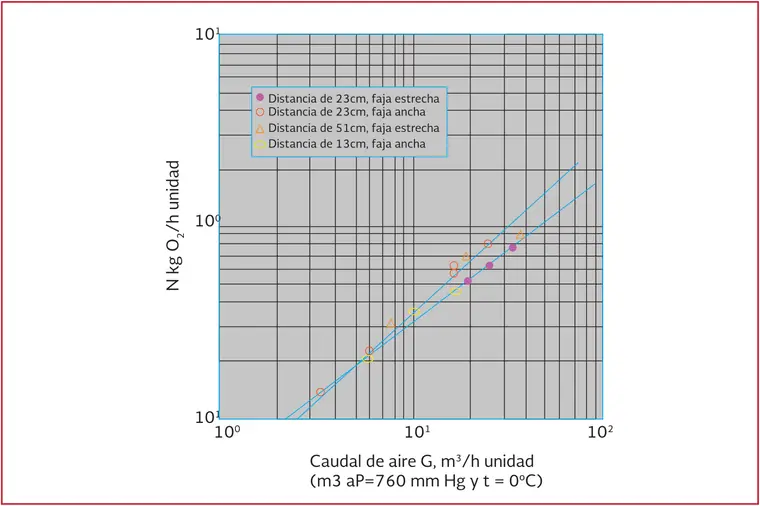 10¹
Distancia de 23cm, faja estrecha
Distancia de 23cm, faja ancha
Distancia de 51cm, faja estrecha
Distancia de 13cm, faja ancha
N kg O₂/h unidad
10⁰
10¹
10⁰ 10¹ 10²
Caudal de aire G, m³/h unidad
(m3 aP=760 mm Hg y t = 0ºC)